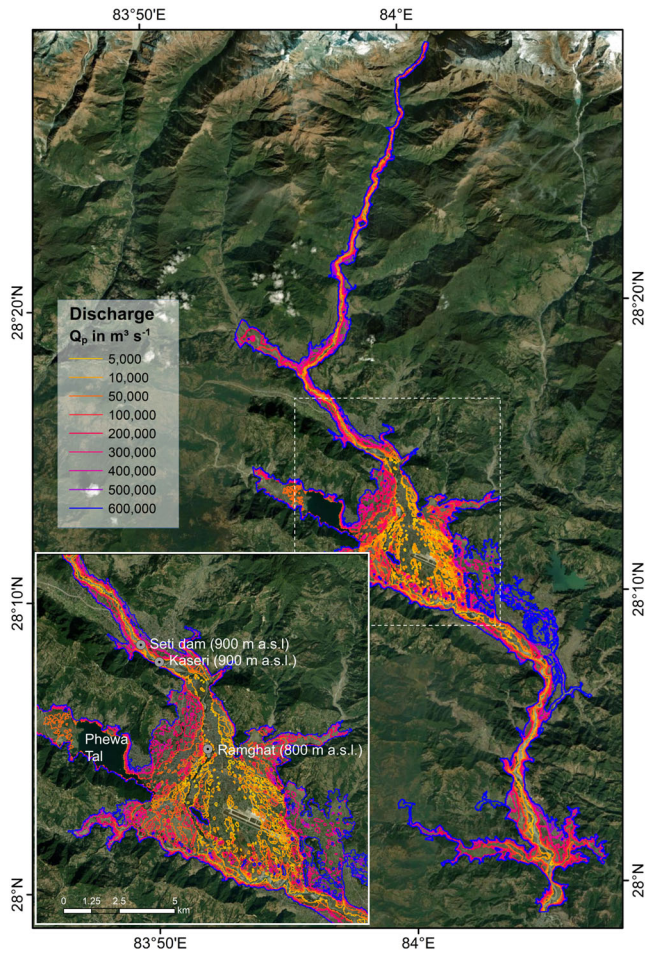 83°50'E 84°E
28°20'N 28°20'N
Discharge
Qp in m³ s⁻¹
5,000
10,000
50,000
100,000
200,000
300,000
400,000
500,000
600,000
28°10'N 28°10'N
Seti dam (900 m a.s.l)
Kaseri (900 m a.s.l.)
Phewa
Tal
Ramghat (800 m a.s.l.)
28°N 28°N
0 1.25 2.5 5
km
83°50'E 84°E